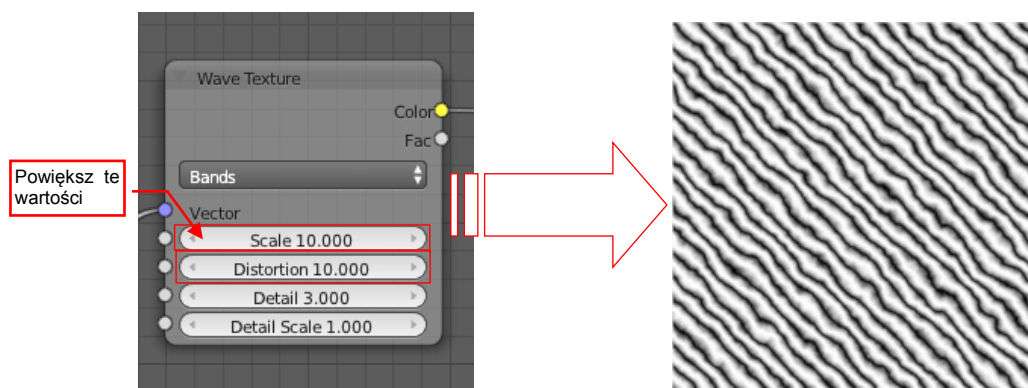 Wave Texture
Color
Fac
Bands
Powiększ te
wartości
Vector
Scale 10.000
Distortion 10.000
Detail 3.000
Detail Scale 1.000